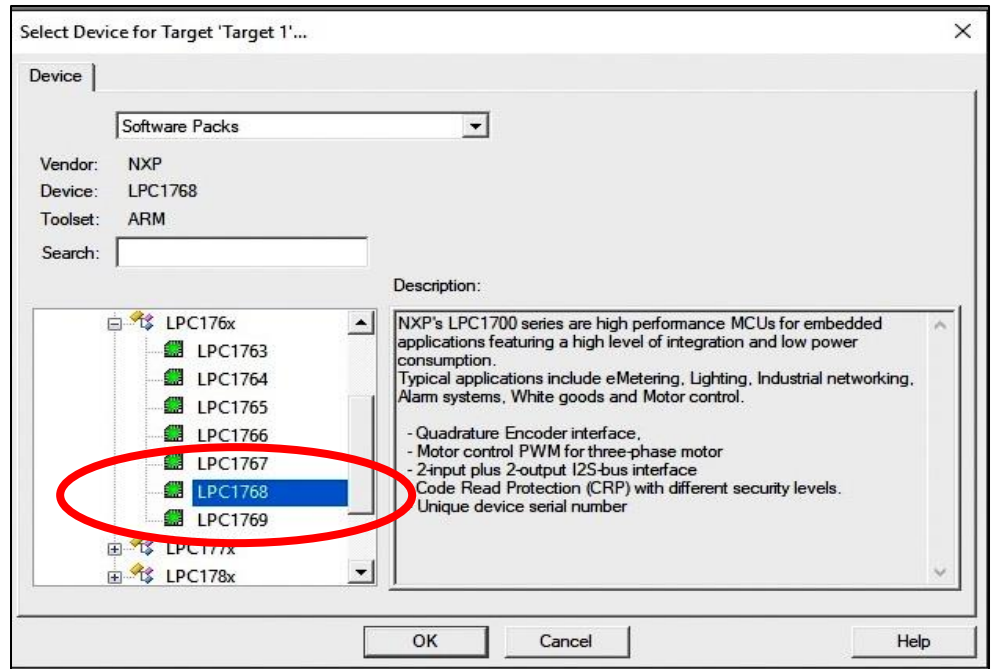 Select Device for Target 'Target 1'...
Device
Software Packs
Vendor: NXP
Device: LPC1768
Toolset: ARM
Search:
Description:
LPC176x
LPC1763
LPC1764
LPC1765
LPC1766
LPC1767
LPC1768
LPC1769
LPC177x
LPC178x
NXP's LPC1700 series are high performance MCUs for embedded
applications featuring a high level of integration and low power
consumption.
Typical applications include eMetering, Lighting, Industrial networking,
Alarm systems, White goods and Motor control.
- Quadrature Encoder interface,
- Motor control PWM for three-phase motor
- 2-input plus 2-output I2S-bus interface
Code Read Protection (CRP) with different security levels.
Unique device serial number
OK
Cancel
Help